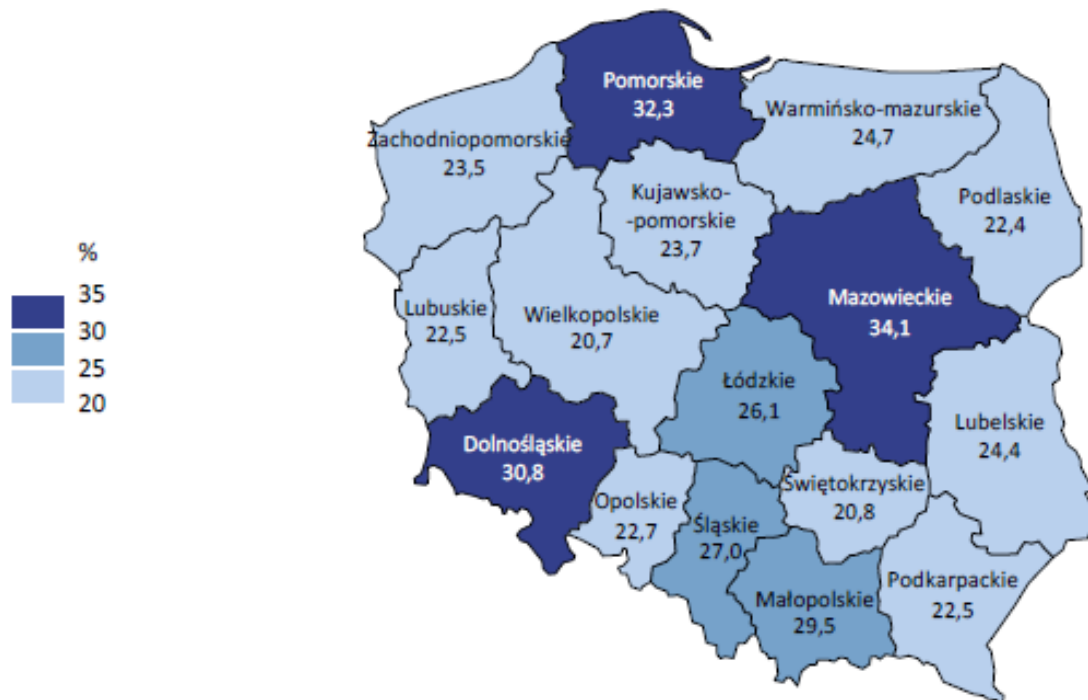 Pomorskie
32,3
Warmińsko-mazurskie
24,7
Zachodniopomorskie
23,5
Kujawsko-
-pomorskie
23,7
Podlaskie
22,4
%
35
30
25
20
Lubuskie
22,5
Wielkopolskie
20,7
Mazowieckie
34,1
Łódzkie
26,1
Lubelskie
24,4
Dolnośląskie
30,8
Opolskie
22,7
Śląskie
27,0
Świętokrzyskie
20,8
Małopolskie
29,5
Podkarpackie
22,5